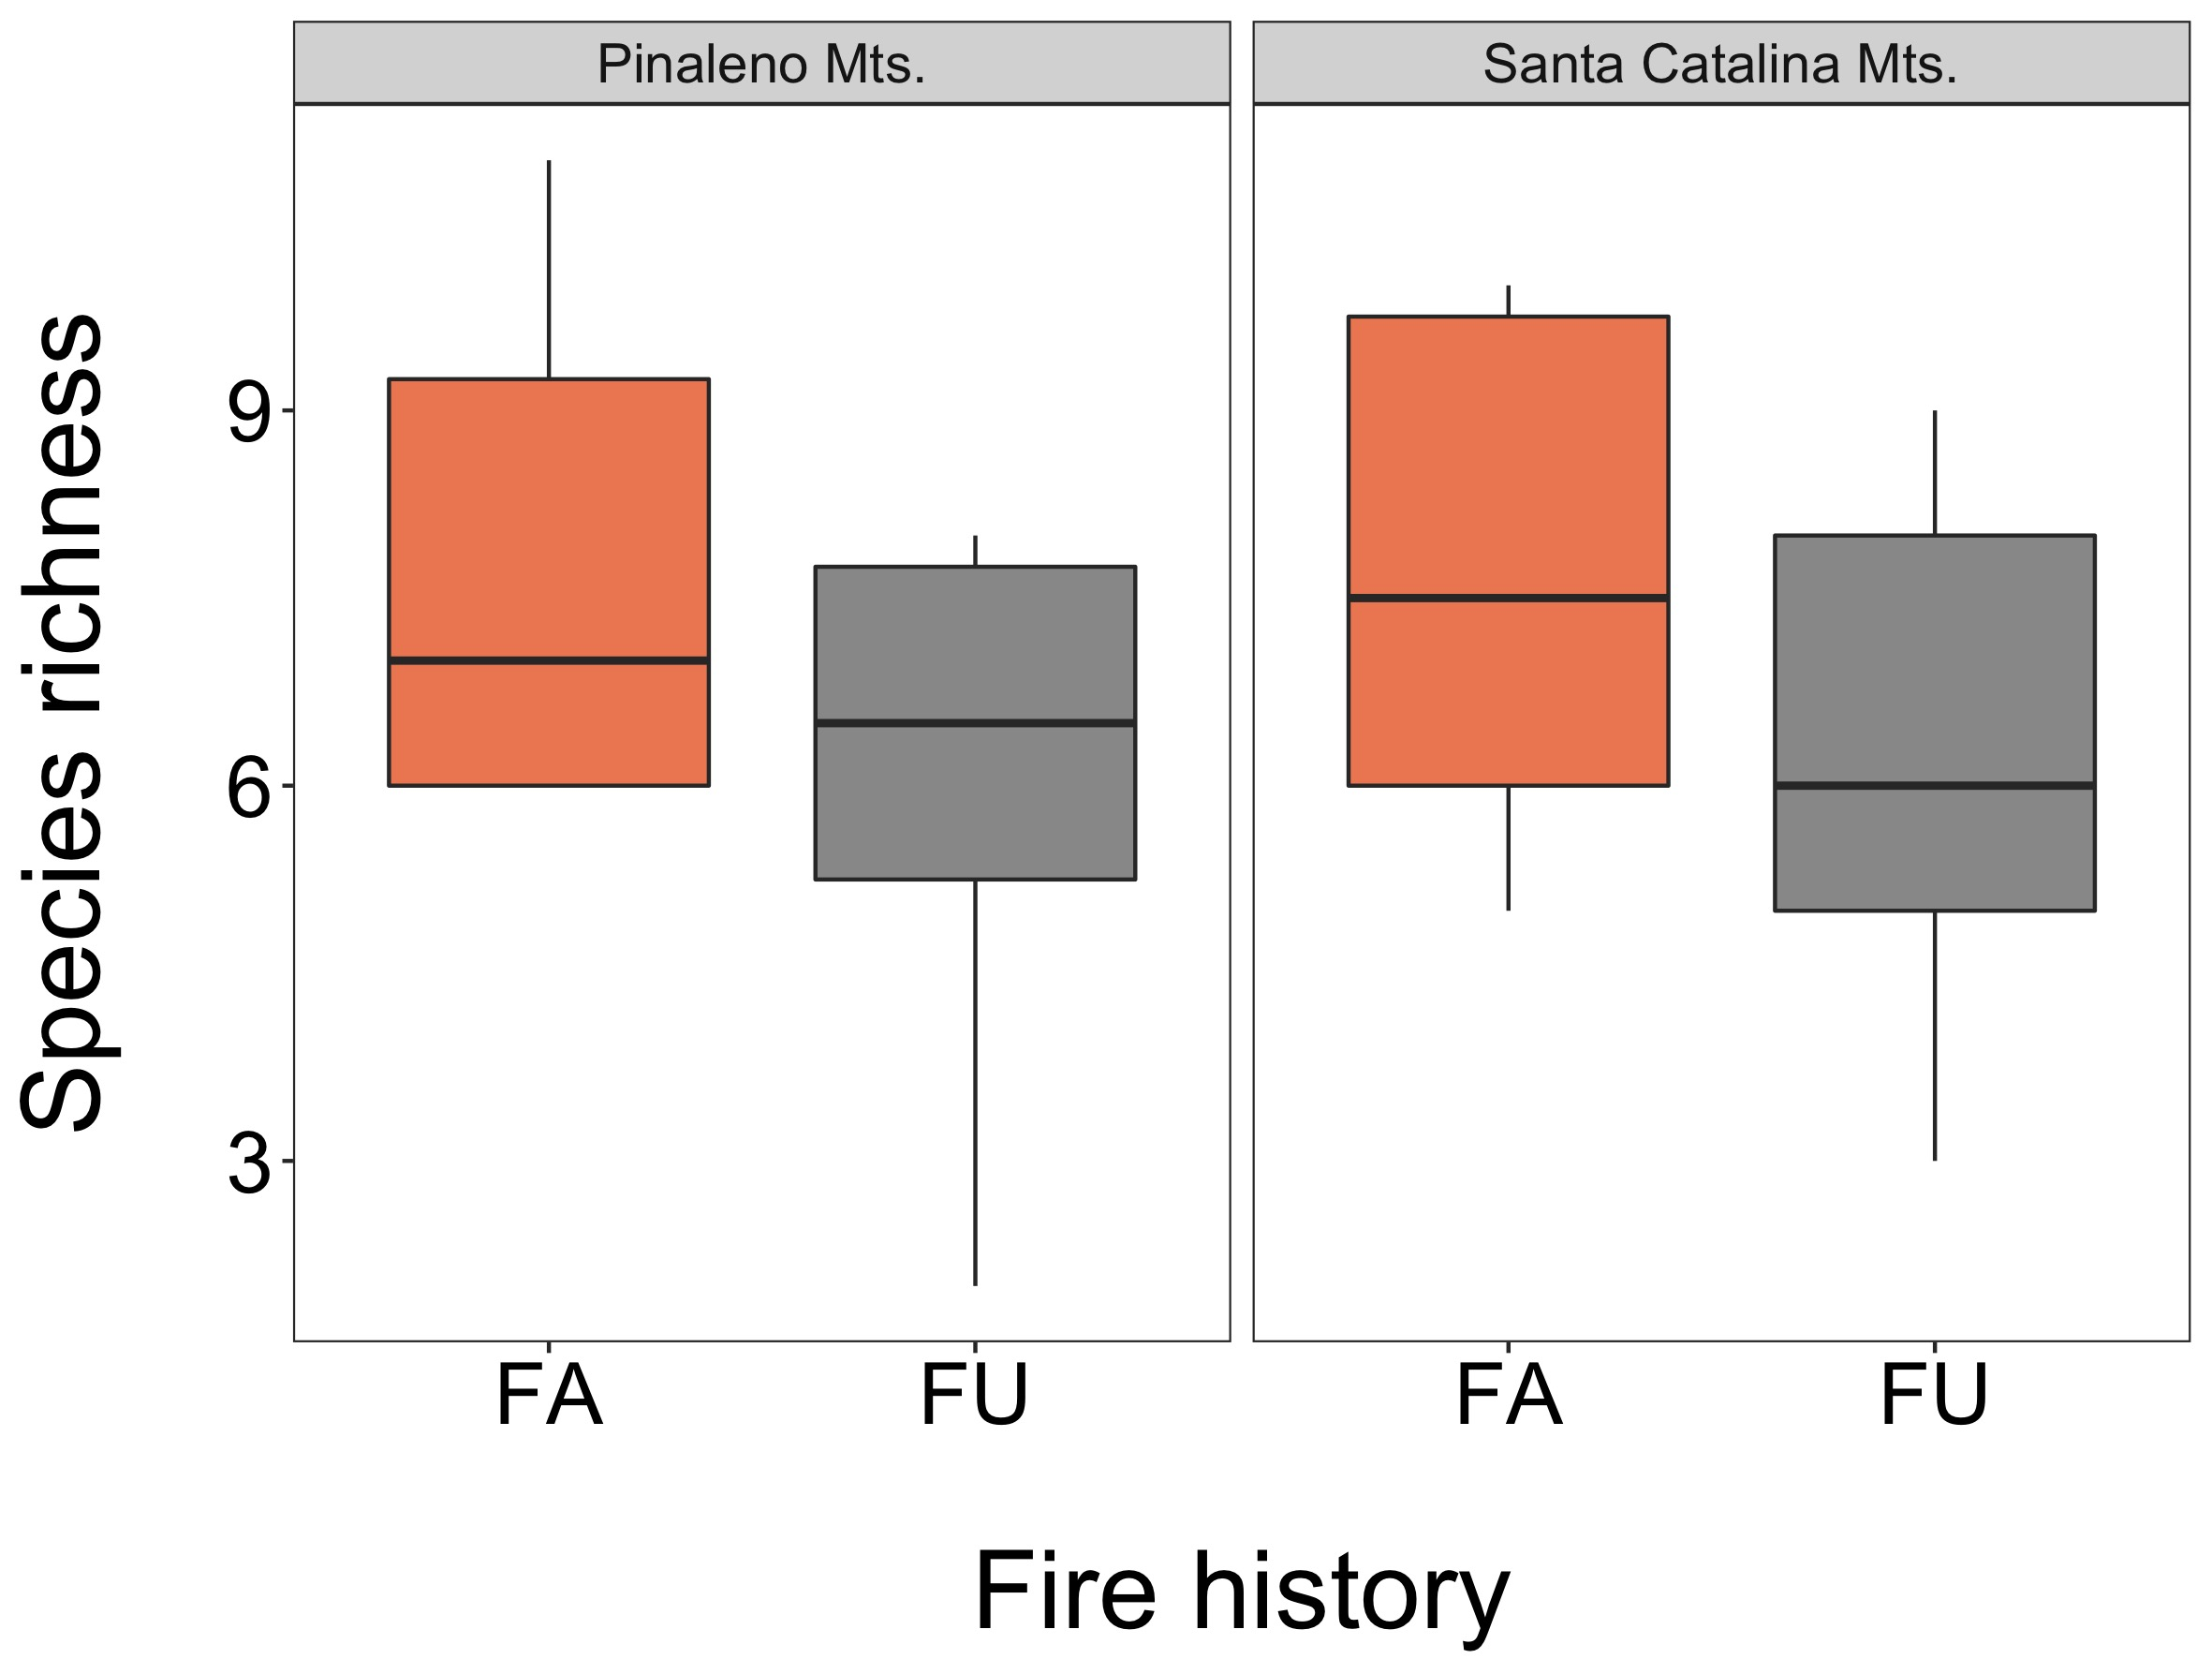 Pinaleno Mts.
Santa Catalina Mts.
Species richness
9
6
3
FA
FU
FA
FU
Fire history